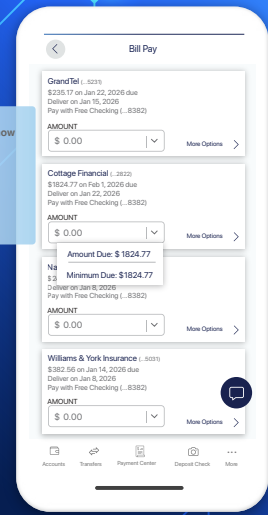 ow
Bill Pay
GrandTel (...5231)
$235.17 on Jan 22, 2026 due
Deliver on Jan 15, 2026
Pay with Free Checking (...8382)
AMOUNT
$ 0.00
More Options
Cottage Financial (...2822)
$1824.77 on Feb 1, 2026 due
Deliver on Jan 22, 2026
Pay with Free Checking (...8382)
AMOUNT
$ 0.00
More Options
Amount Due: $ 1824.77
Minimum Due: $1824.77
Na
$ 2
Deliver on Jan 8, 2026
Pay with Free Checking (...8382)
AMOUNT
$ 0.00
More Options
Williams & York Insurance (...5031)
$382.56 on Jan 14, 2026 due
Deliver on Jan 8, 2026
Pay with Free Checking (...8382)
AMOUNT
$ 0.00
More Options
Accounts
Transfers
Payment Center
Deposit Check
More